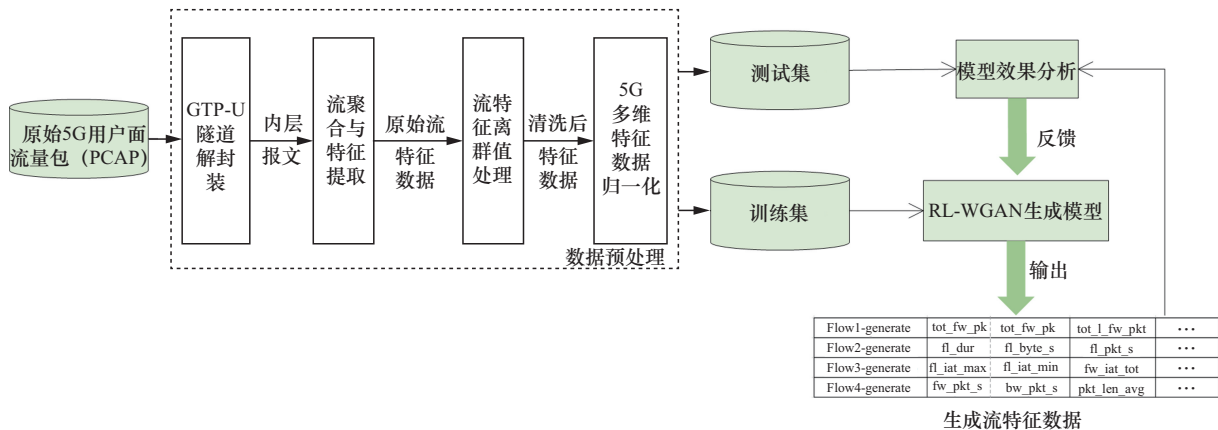 原始5G用户面
流量包（PCAP）
GTP-U
隧道
解封
装
内层
报文
流聚
合与
特征
提取
原始流
特征
数据
流特
征离
群值
处理
清洗后
特征
数据
5G
多维
特征
数据
归一化
数据预处理
测试集
训练集
模型效果分析
反馈
RL-WGAN生成模型
输出
Flow1-generate tot_fw_pk tot_fw_pk tot_l_fw_pkt ···
Flow2-generate fl_dur fl_byte_s fl_pkt_s ···
Flow3-generate fl_iat_max fl_iat_min fw_iat_tot ···
Flow4-generate fw_pkt_s bw_pkt_s pkt_len_avg ···
生成流特征数据